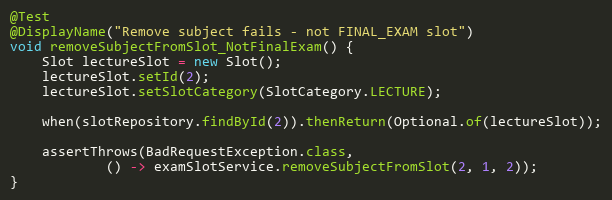 @Test
@DisplayName("Remove subject fails - not FINAL_EXAM slot")
void removeSubjectFromSlot_NotFinalExam() {
    Slot lectureSlot = new Slot();
    lectureSlot.setId(2);
    lectureSlot.setSlotCategory(SlotCategory.LECTURE);

    when(slotRepository.findById(2)).thenReturn(Optional.of(lectureSlot));

    assertThrows(BadRequestException.class,
            () -> examSlotService.removeSubjectFromSlot(2, 1, 2));
}